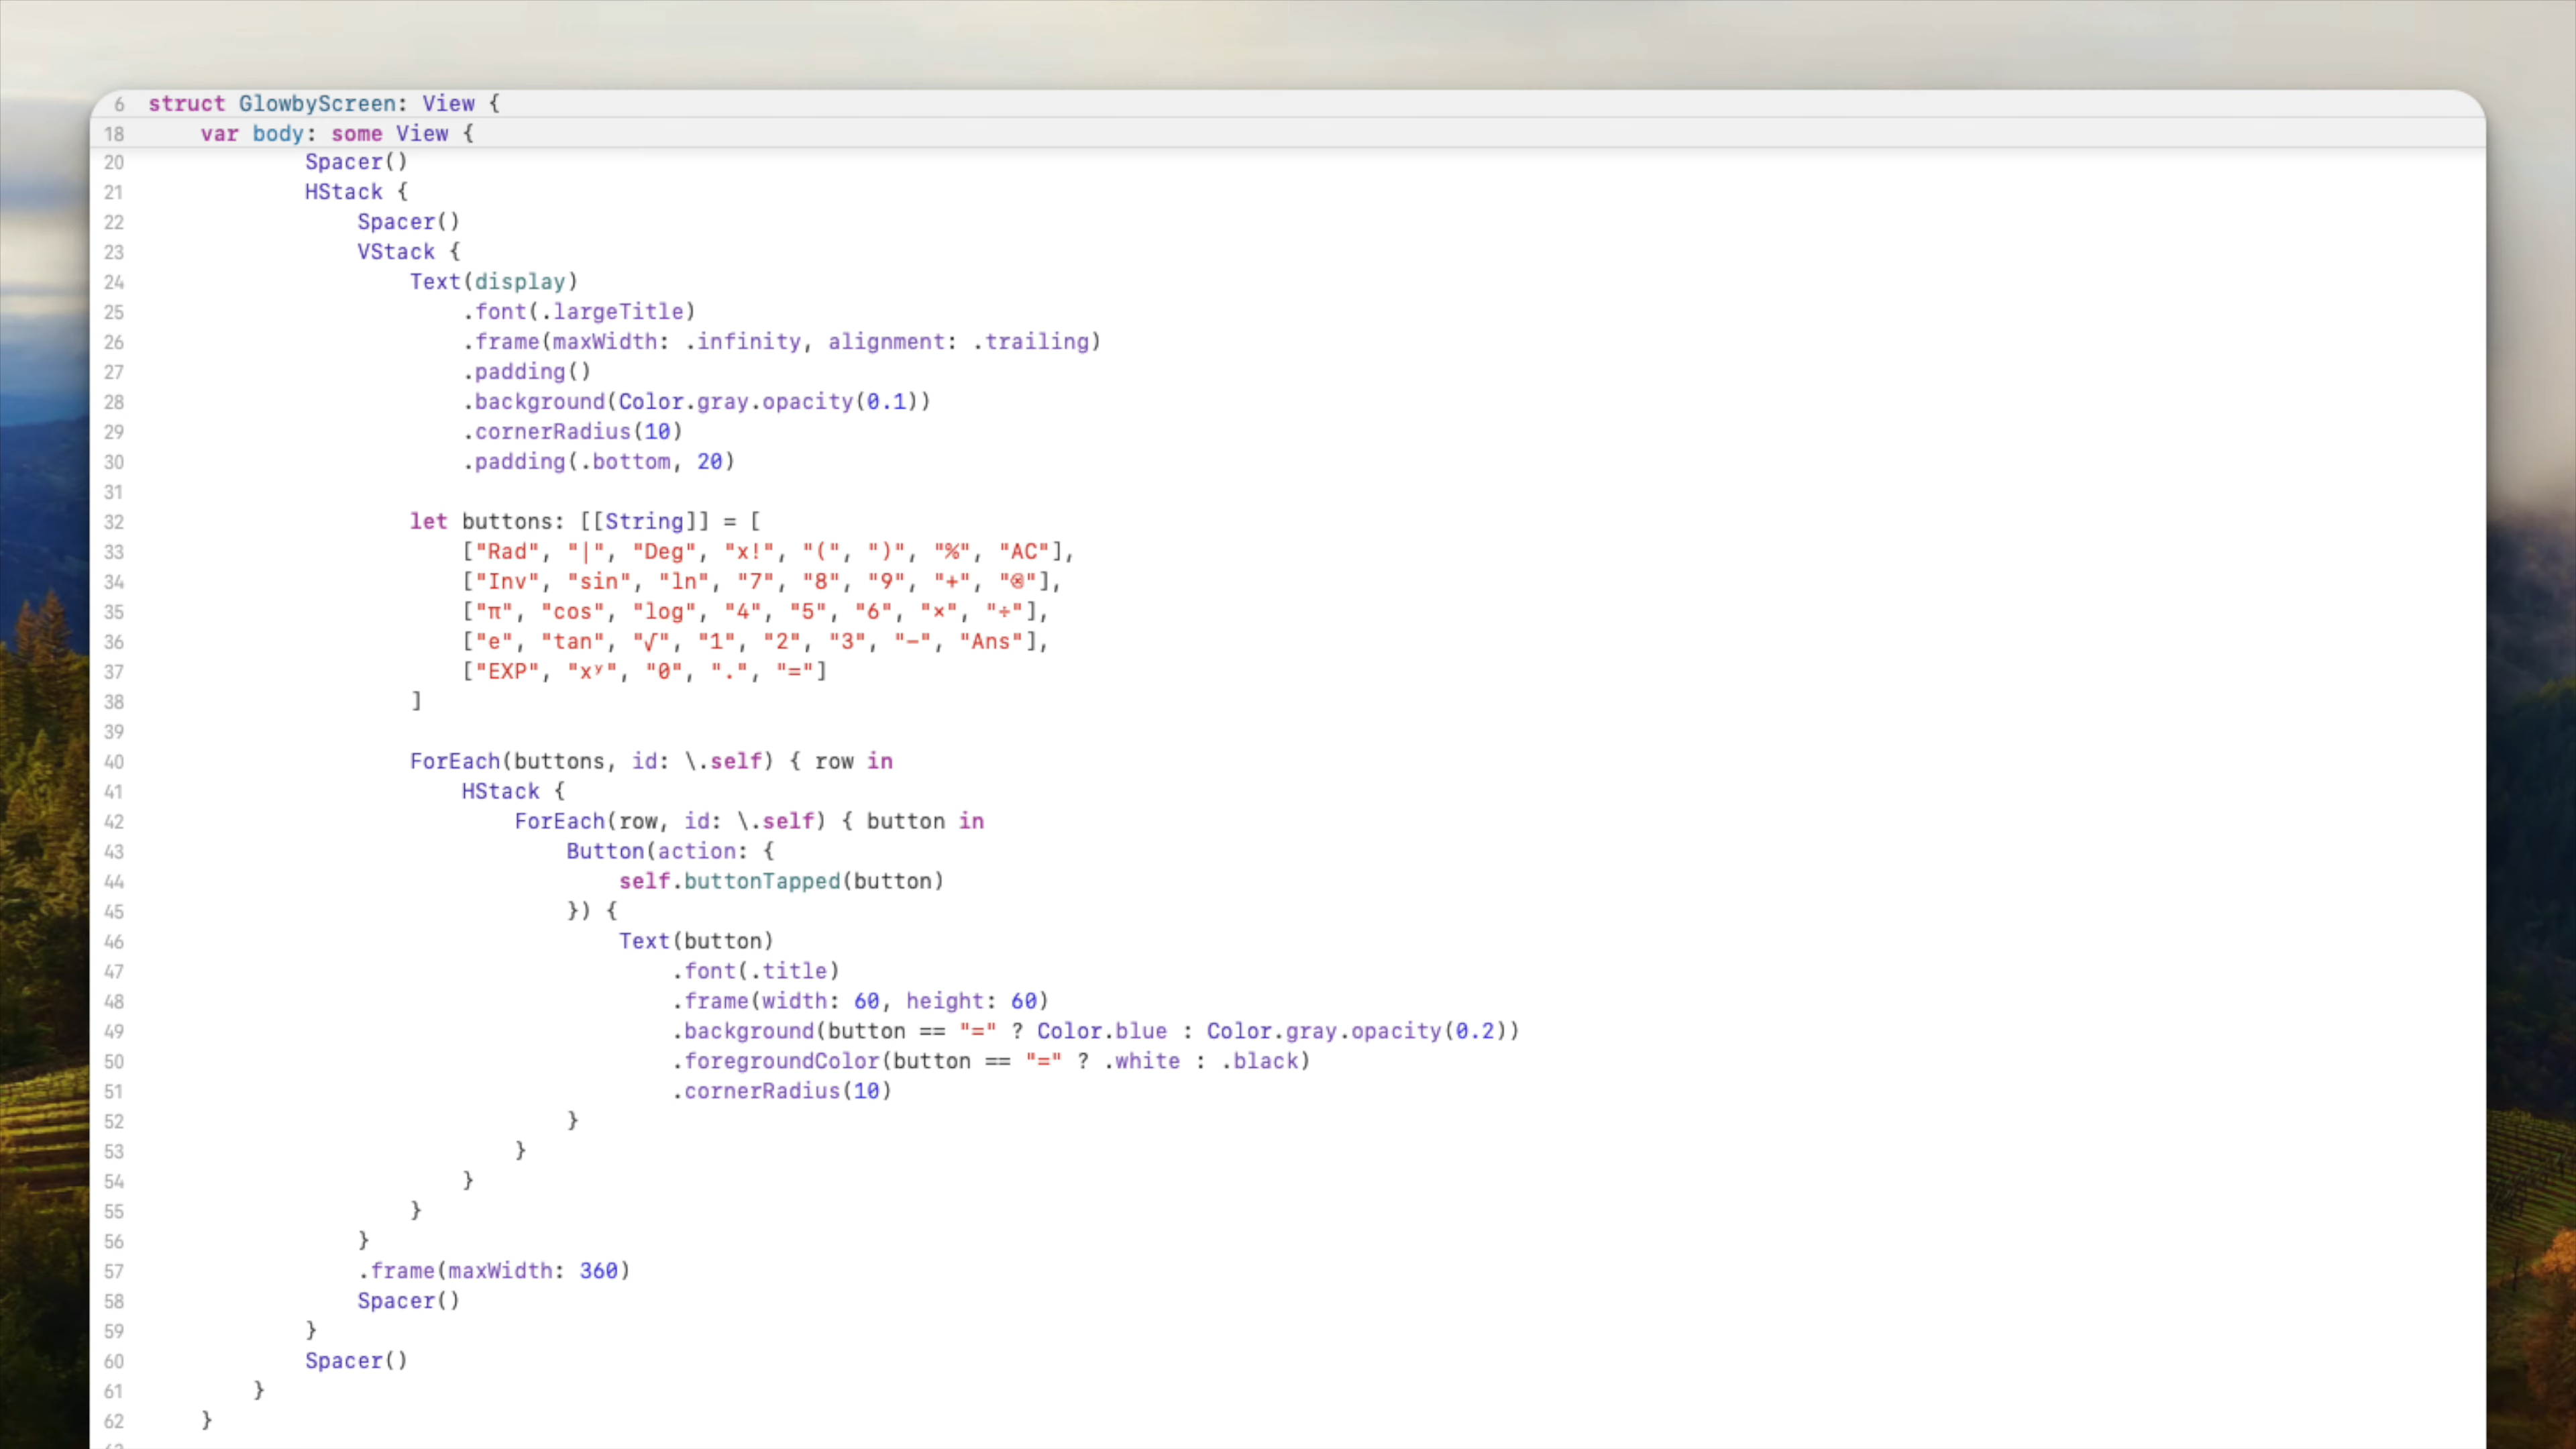 6 struct GlowbyScreen: View {
18     var body: some View {
20             Spacer()
21             HStack {
22                 Spacer()
23                 VStack {
24                     Text(display)
25                         .font(.largeTitle)
26                         .frame(maxWidth: .infinity, alignment: .trailing)
27                         .padding()
28                         .background(Color.gray.opacity(0.1))
29                         .cornerRadius(10)
30                         .padding(.bottom, 20)
31
32                     let buttons: [[String]] = [
33                         ["Rad", "|", "Deg", "x!", "(", ")", "%", "AC"],
34                         ["Inv", "sin", "ln", "7", "8", "9", "+", "⌫"],
35                         ["π", "cos", "log", "4", "5", "6", "×", "÷"],
36                         ["e", "tan", "√", "1", "2", "3", "−", "Ans"],
37                         ["EXP", "xʸ", "0", ".", "="]
38                     ]
39
40                     ForEach(buttons, id: \.self) { row in
41                         HStack {
42                             ForEach(row, id: \.self) { button in
43                                 Button(action: {
44                                     self.buttonTapped(button)
45                                 }) {
46                                     Text(button)
47                                         .font(.title)
48                                         .frame(width: 60, height: 60)
49                                         .background(button == "=" ? Color.blue : Color.gray.opacity(0.2))
50                                         .foregroundColor(button == "=" ? .white : .black)
51                                         .cornerRadius(10)
52                                 }
53                             }
54                         }
55                     }
56                 }
57                 .frame(maxWidth: 360)
58                 Spacer()
59             }
60             Spacer()
61         }
62     }